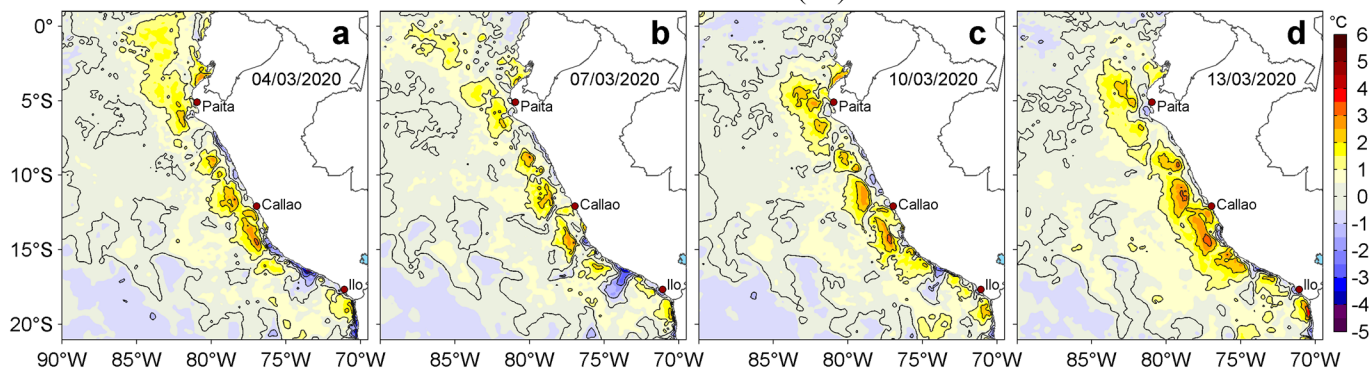 a
04/03/2020
Paita
Callao
Ilo
b
07/03/2020
Paita
Callao
Ilo
c
10/03/2020
Paita
Callao
Ilo
d
13/03/2020
Paita
Callao
Ilo
0°
5°S
10°S
15°S
20°S
90°W 85°W 80°W 75°W 70°W
85°W 80°W 75°W 70°W
85°W 80°W 75°W 70°W
85°W 80°W 75°W 70°W
°C
6
5
4
3
2
1
0
-1
-2
-3
-4
-5